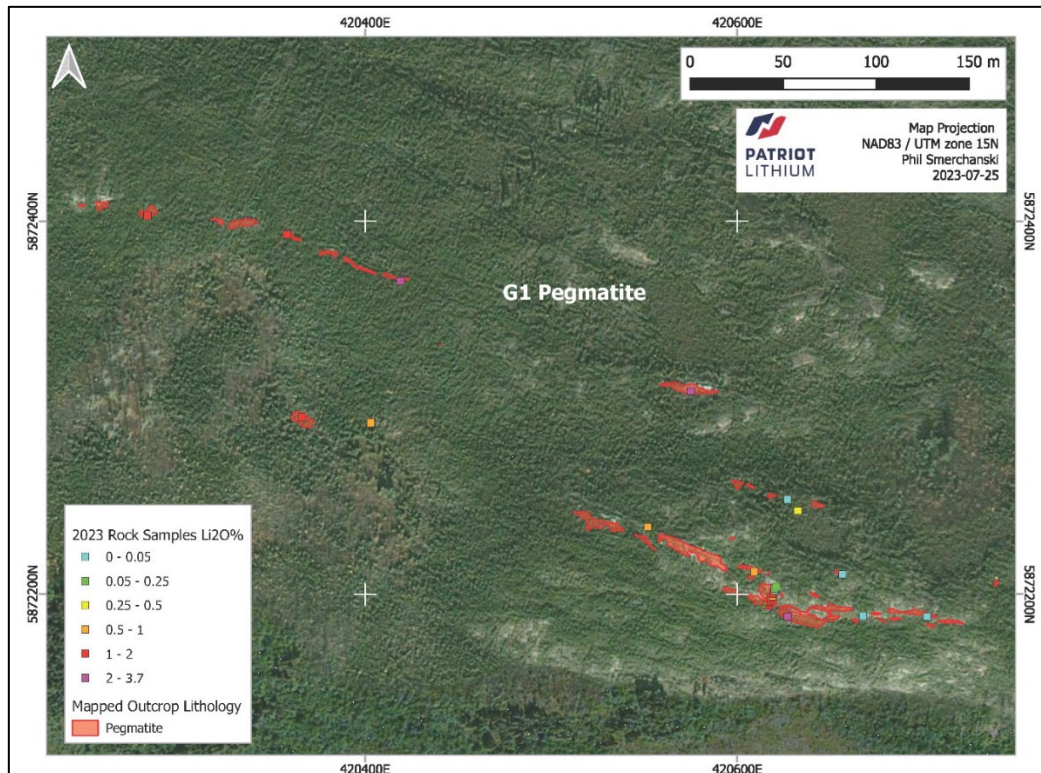 420400E
420600E
0 50 100 150 m
PATRIOT
LITHIUM
Map Projection
NAD83 / UTM zone 15N
Phil Smerchanski
2023-07-25
5872400N
5872400N
G1 Pegmatite
5872200N
5872200N
2023 Rock Samples Li2O%
0 - 0.05
0.05 - 0.25
0.25 - 0.5
0.5 - 1
1 - 2
2 - 3.7
Mapped Outcrop Lithology
Pegmatite
420400E
420600E